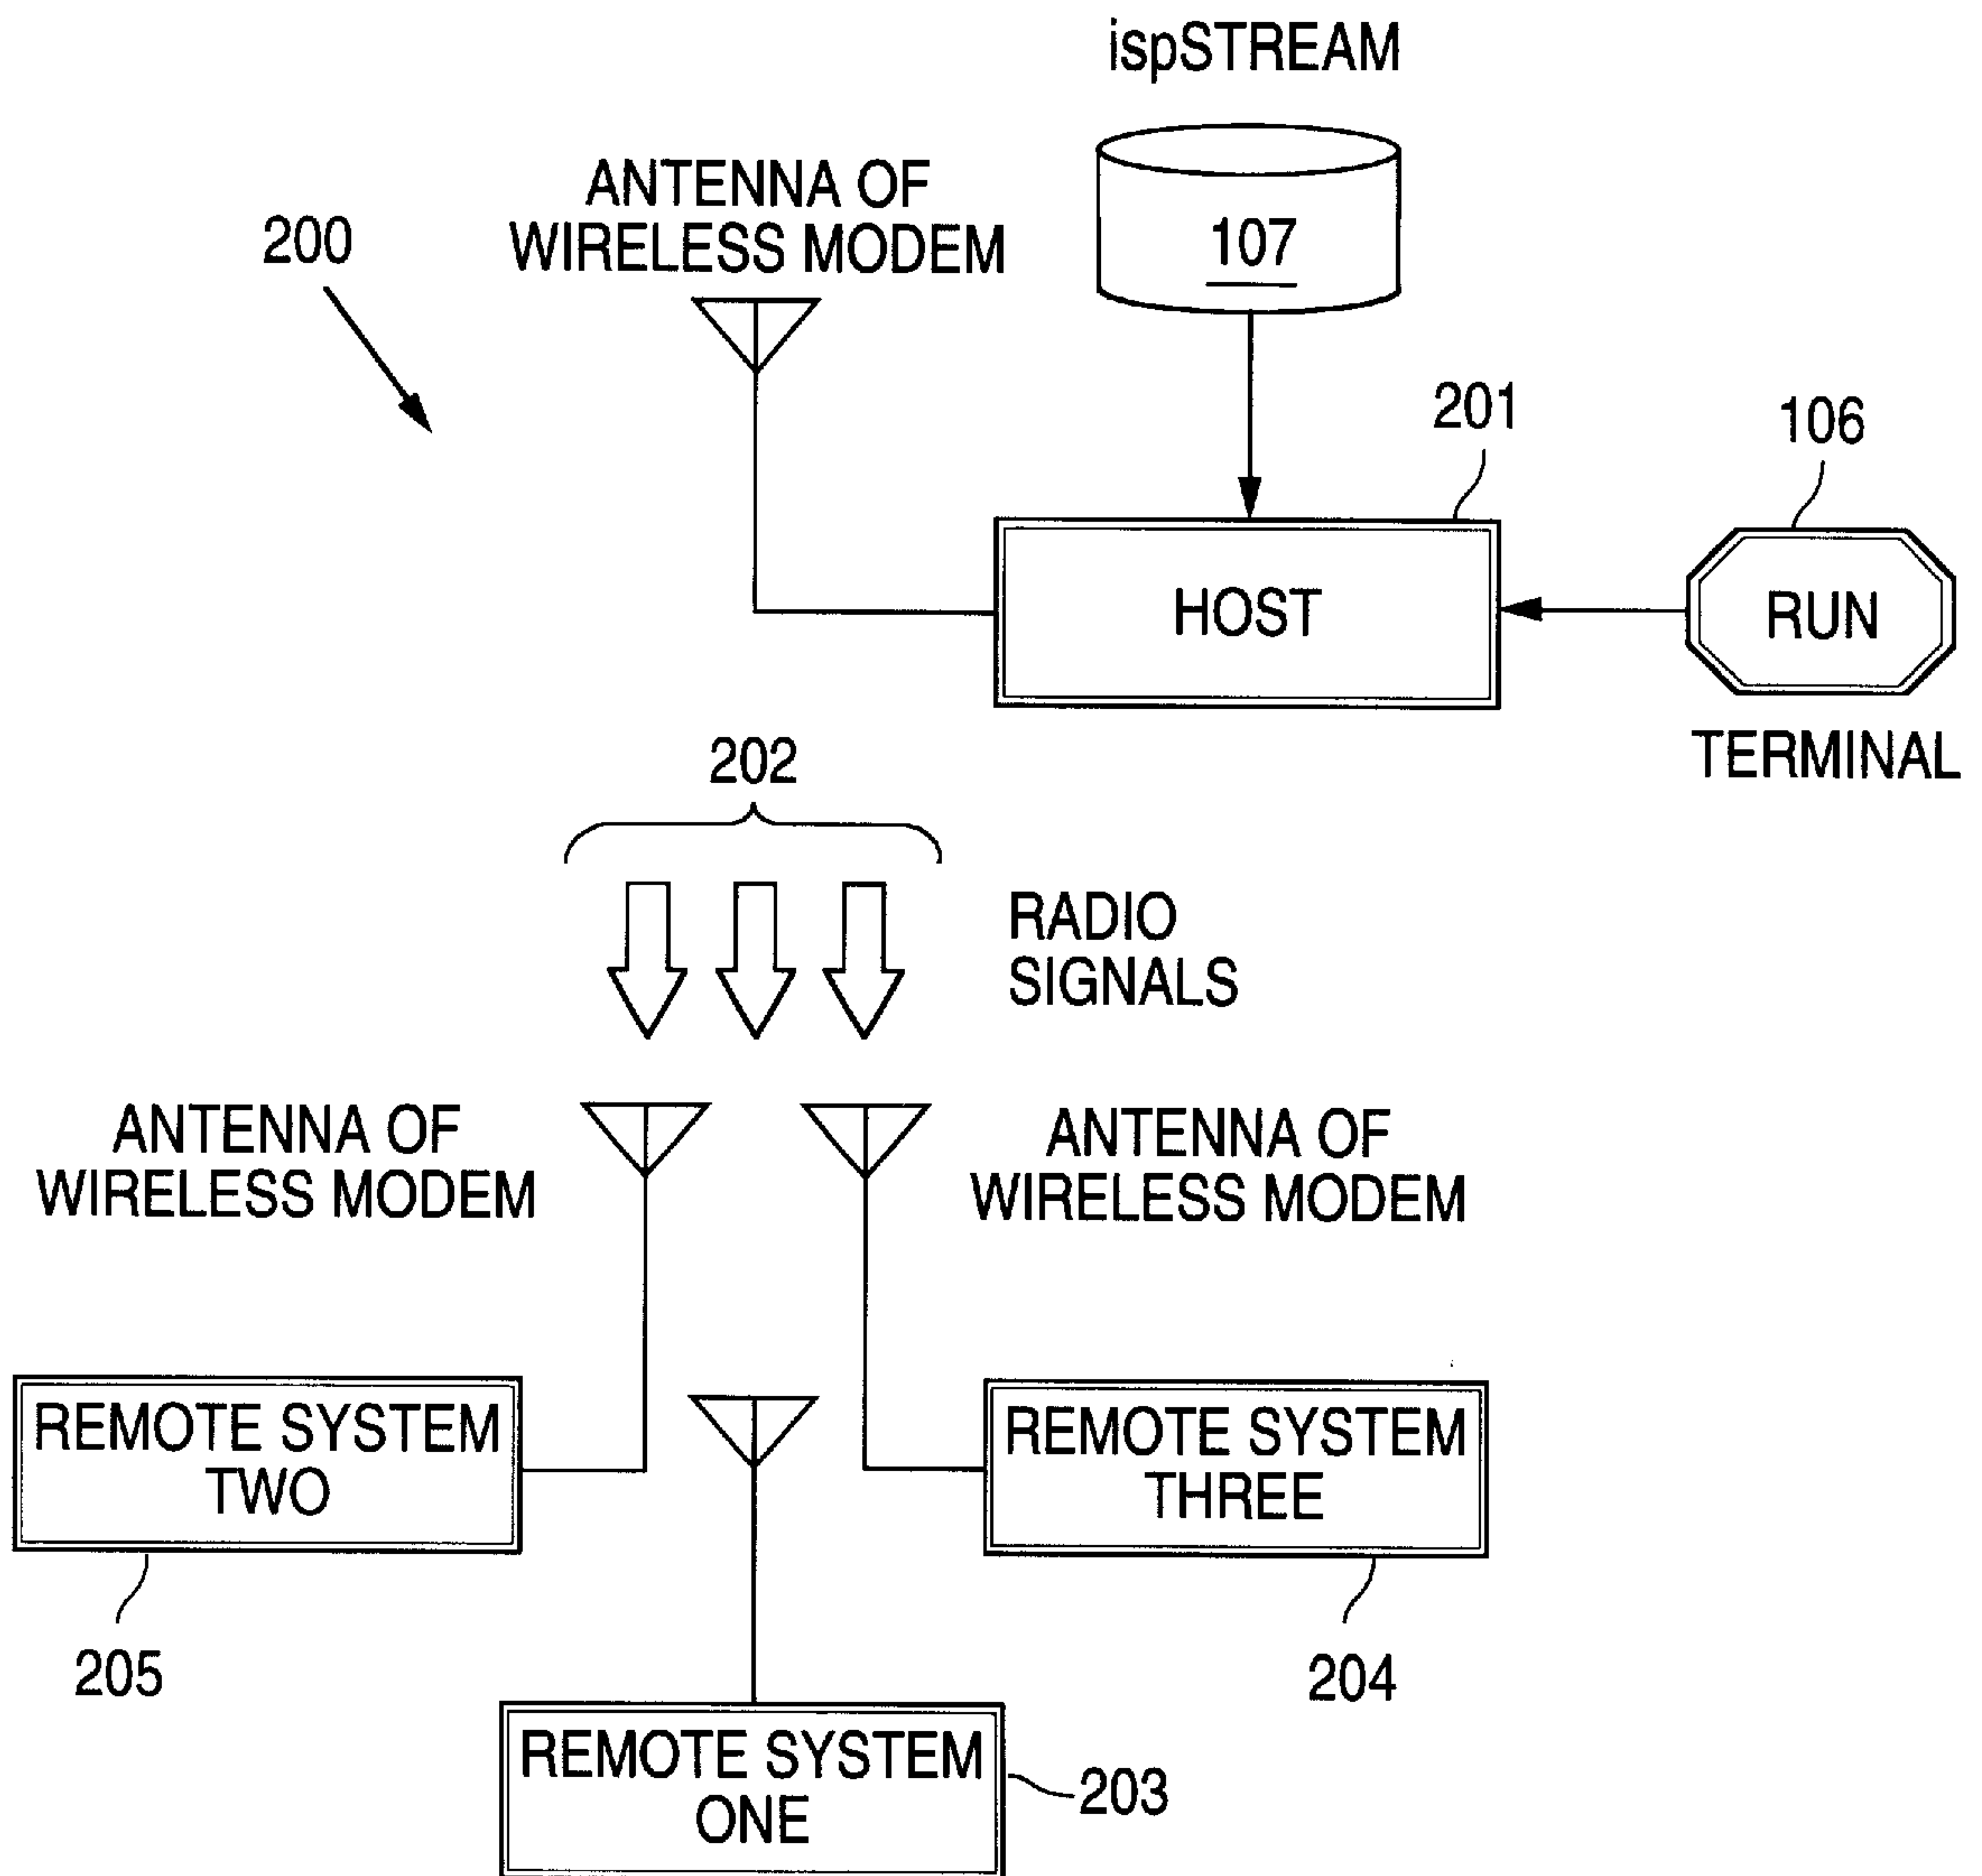 ispSTREAM
ANTENNA OF
WIRELESS MODEM
200
107
201
106
HOST
RUN
TERMINAL
202
RADIO
SIGNALS
ANTENNA OF
WIRELESS MODEM
ANTENNA OF
WIRELESS MODEM
REMOTE SYSTEM
TWO
REMOTE SYSTEM
THREE
205
204
REMOTE SYSTEM
ONE
203